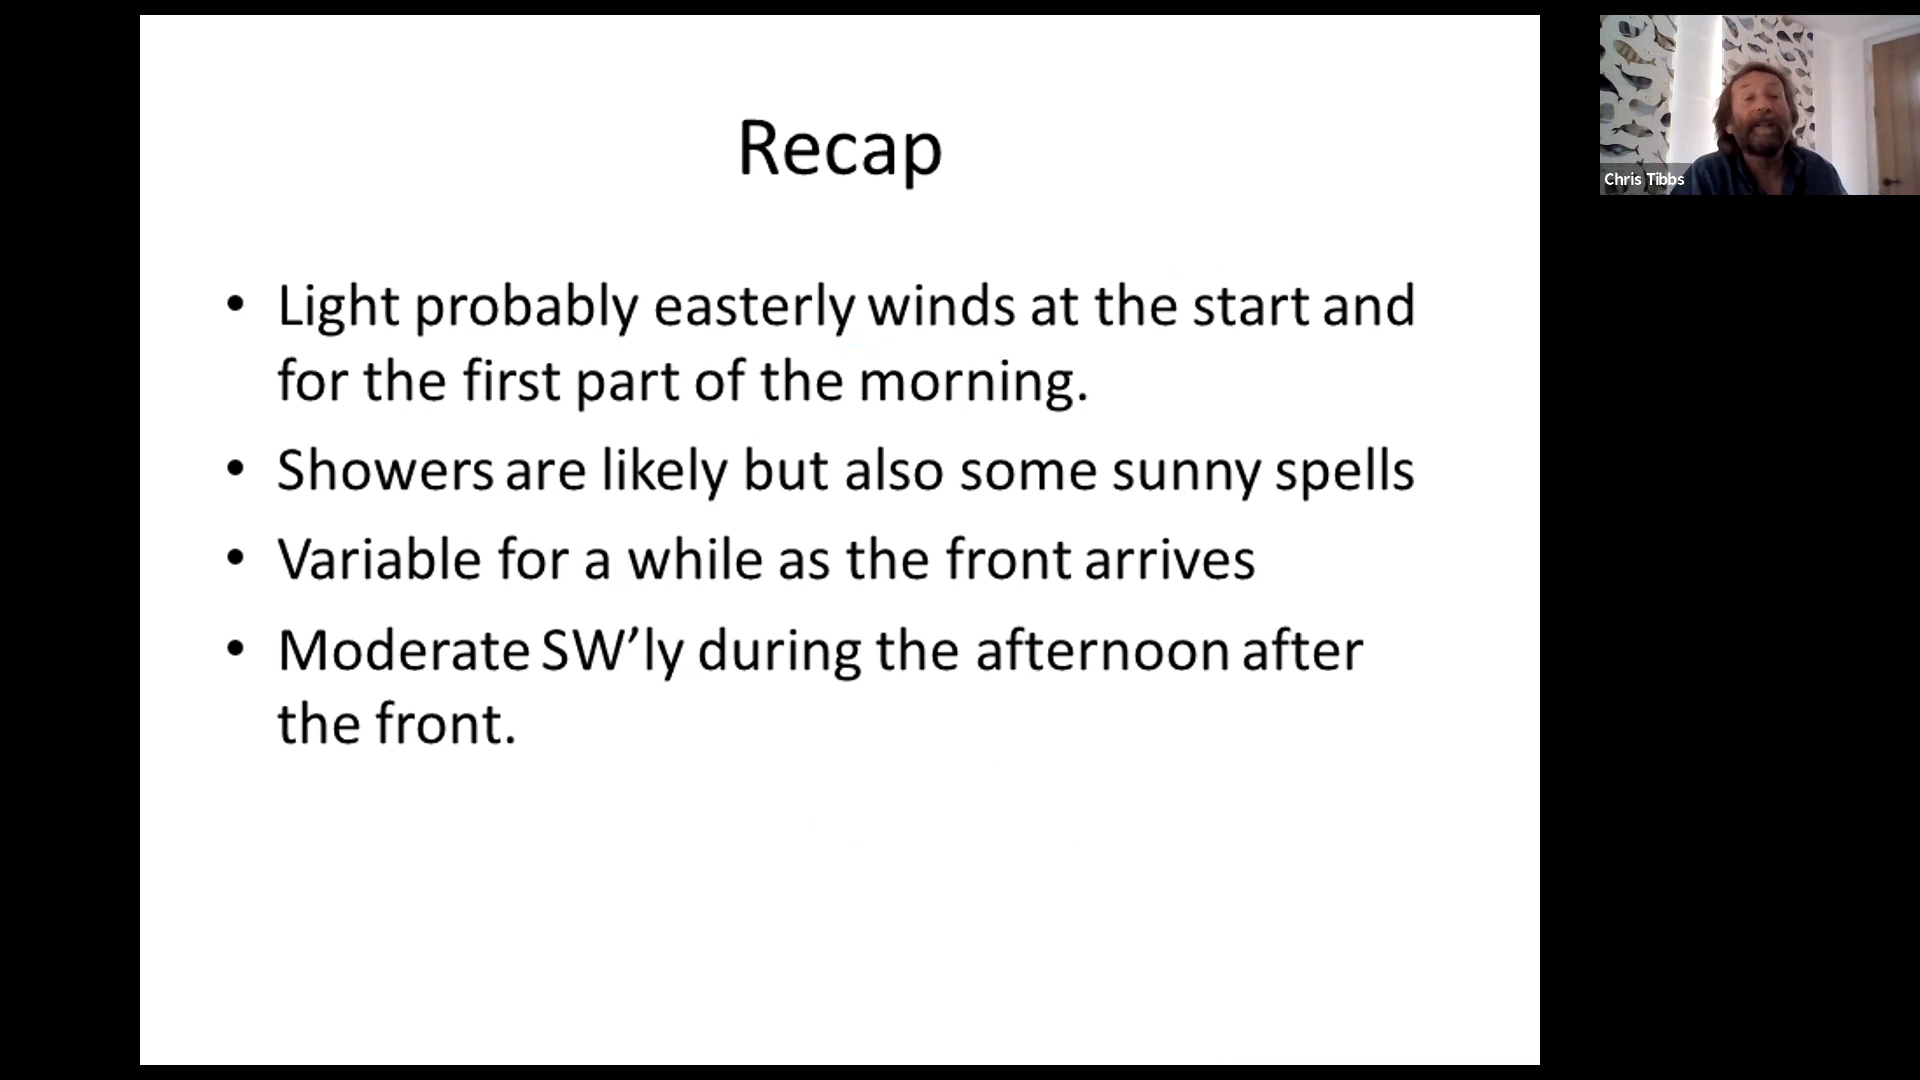 Recap
• Light probably easterly winds at the start and
for the first part of the morning.
• Showers are likely but also some sunny spells
• Variable for a while as the front arrives
• Moderate SW’ly during the afternoon after
the front.
Chris Tibbs